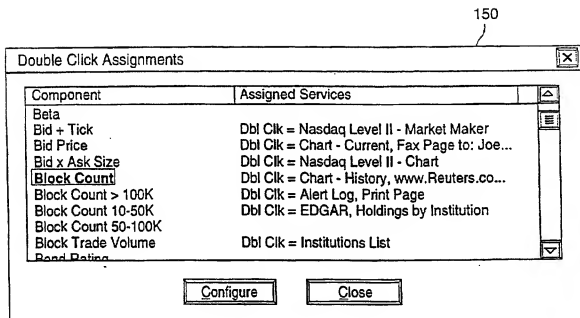 150
Double Click Assignments
Component Assigned Services
Beta
Bid + Tick Dbl Clk = Nasdaq Level II - Market Maker
Bid Price Dbl Clk = Chart - Current, Fax Page to: Joe...
Bid x Ask Size Dbl Clk = Nasdaq Level II - Chart
Block Count Dbl Clk = Chart - History, www.Reuters.co...
Block Count > 100K Dbl Clk = Alert Log, Print Page
Block Count 10-50K Dbl Clk = EDGAR, Holdings by Institution
Block Count 50-100K
Block Trade Volume Dbl Clk = Institutions List
Bond Rating
Configure Close